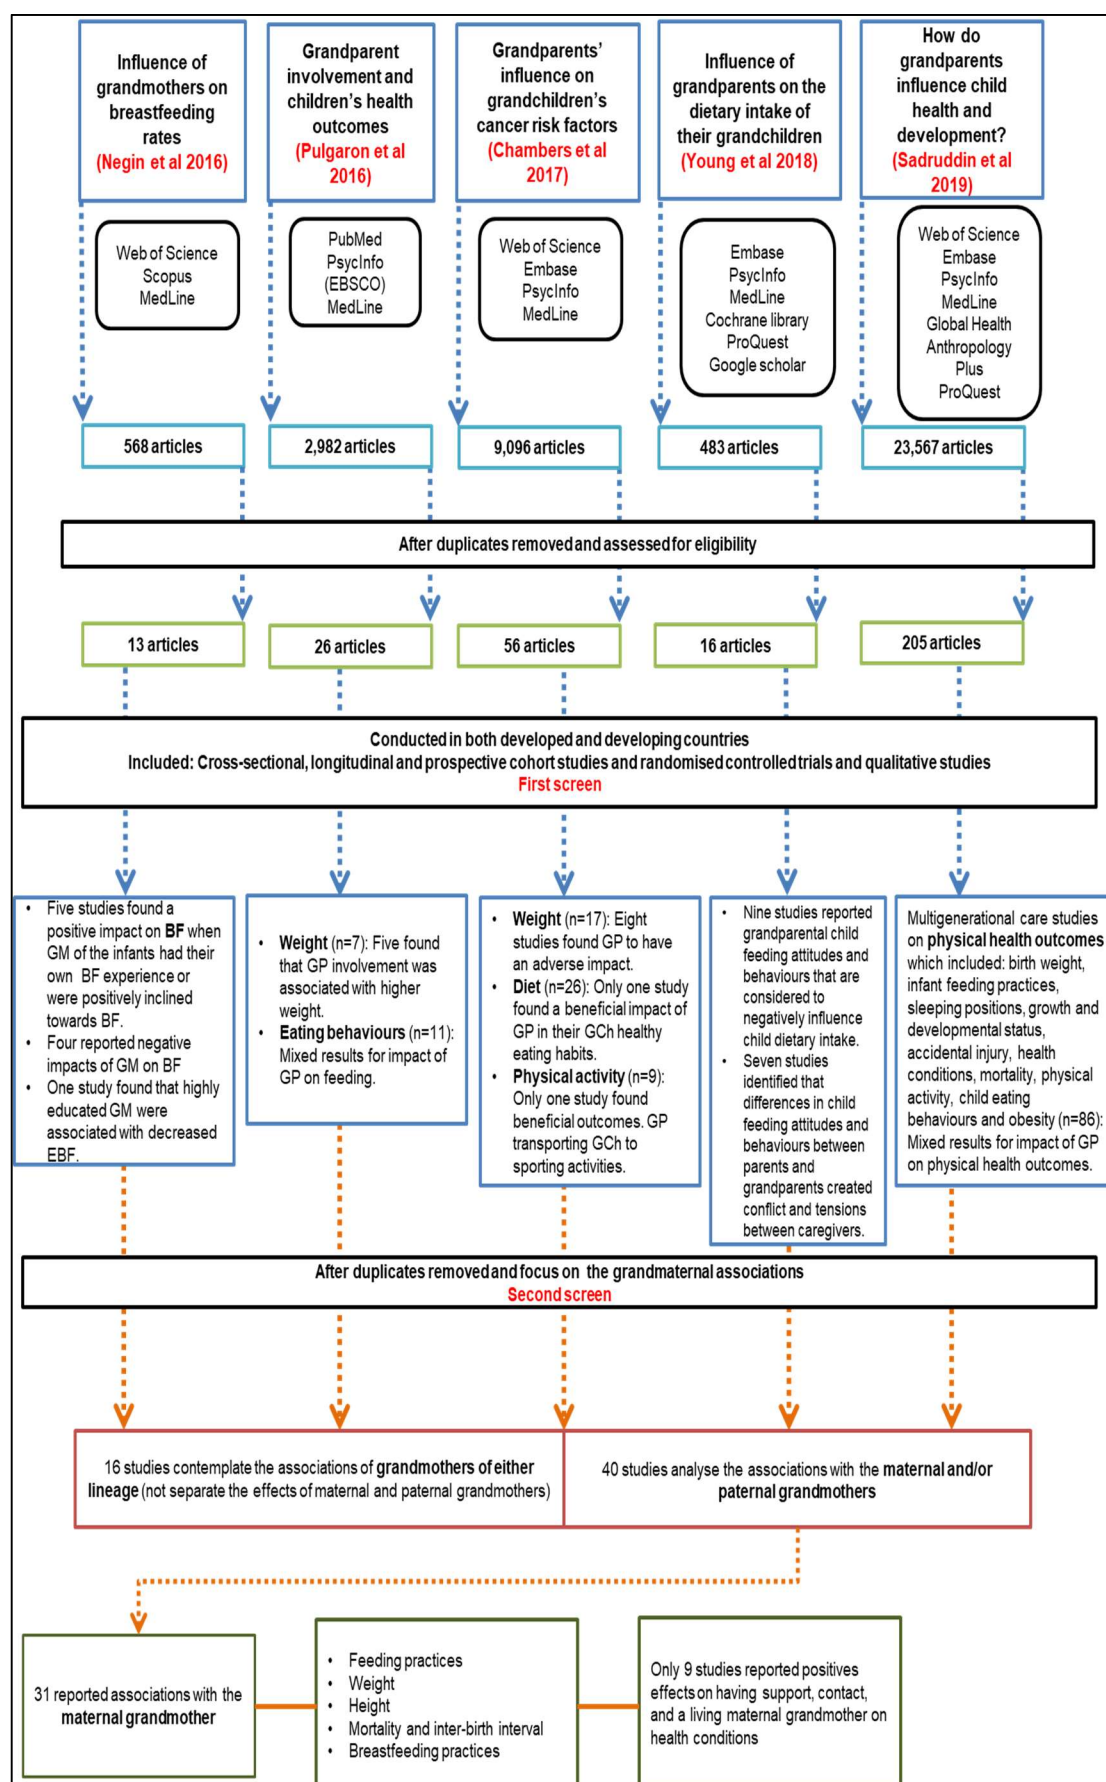 Influence of
grandmothers on
breastfeeding
rates
(Negin et al 2016)
Grandparent
involvement and
children's health
outcomes
(Pulgaron et al
2016)
Grandparents'
influence on
grandchildren's
cancer risk factors
(Chambers et al
2017)
Influence of
grandparents on the
dietary intake of
their grandchildren
(Young et al 2018)
How do
grandparents
influence child
health and
development?
(Sadruddin et al
2019)
Web of Science
Scopus
MedLine
PubMed
PsycInfo
(EBSCO)
MedLine
Web of Science
Embase
PsycInfo
MedLine
Embase
PsycInfo
MedLine
Cochrane library
ProQuest
Google scholar
Web of Science
Embase
PsycInfo
MedLine
Global Health
Anthropology
Plus
ProQuest
568 articles
2,982 articles
9,096 articles
483 articles
23,567 articles
After duplicates removed and assessed for eligibility
13 articles
26 articles
56 articles
16 articles
205 articles
Conducted in both developed and developing countries
Included: Cross-sectional, longitudinal and prospective cohort studies and randomised controlled trials and qualitative studies
First screen
• Five studies found a
positive impact on BF when
GM of the infants had their
own BF experience or
were positively inclined
towards BF.
• Four reported negative
impacts of GM on BF
• One study found that highly
educated GM were
associated with decreased
EBF.
• Weight (n=7): Five found
that GP involvement was
associated with higher
weight.
• Eating behaviours (n=11):
Mixed results for impact of
GP on feeding.
• Weight (n=17): Eight
studies found GP to have
an adverse impact.
• Diet (n=26): Only one study
found a beneficial impact of
GP in their GCh healthy
eating habits.
• Physical activity (n=9):
Only one study found
beneficial outcomes. GP
transporting GCh to
sporting activities.
• Nine studies reported
grandparental child
feeding attitudes and
behaviours that are
considered to
negatively influence
child dietary intake.
• Seven studies
identified that
differences in child
feeding attitudes and
behaviours between
parents and
grandparents created
conflict and tensions
between caregivers.
Multigenerational care studies
on physical health outcomes
which included: birth weight,
infant feeding practices,
sleeping positions, growth and
developmental status,
accidental injury, health
conditions, mortality, physical
activity, child eating
behaviours and obesity (n=86):
Mixed results for impact of GP
on physical health outcomes.
After duplicates removed and focus on the grandmaternal associations
Second screen
16 studies contemplate the associations of grandmothers of either
lineage (not separate the effects of maternal and paternal grandmothers)
40 studies analyse the associations with the maternal and/or
paternal grandmothers
31 reported associations with the
maternal grandmother
• Feeding practices
• Weight
• Height
• Mortality and inter-birth interval
• Breastfeeding practices
Only 9 studies reported positives
effects on having support, contact,
and a living maternal grandmother on
health conditions